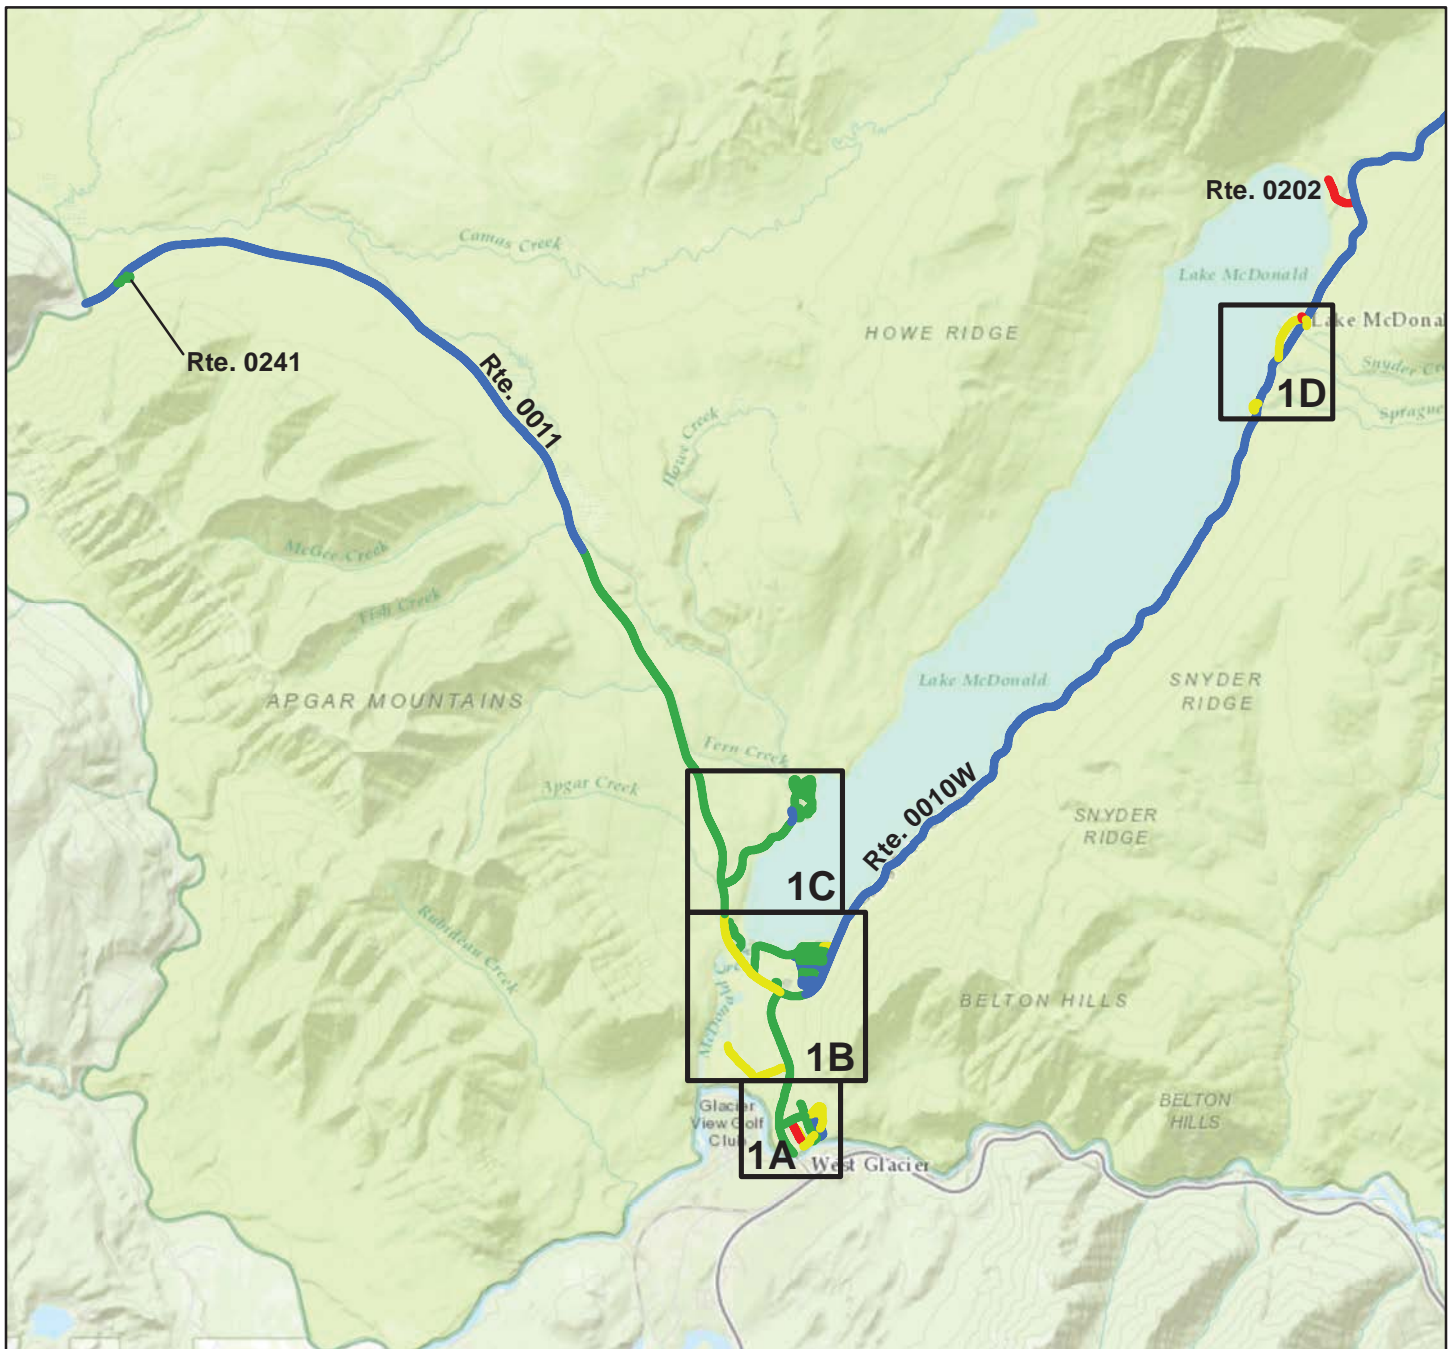 Rte. 0202
Camas Creek
Lake McDonald
HOWE RIDGE
Lake McDona
Rte. 0241
Rte. 0011
Snyder Cre
1D
Sprague
Howe Creek
McGee Creek
Fish Creek
Lake McDonald
SNYDER
RIDGE
APGAR MOUNTAINS
Fern Creek
Apgar Creek
Rte. 0010W
SNYDER
RIDGE
1C
Rubideau Creek
BELTON HILLS
1B
Glacier
View Golf
Club
BELTON
HILLS
1A
West Glacier